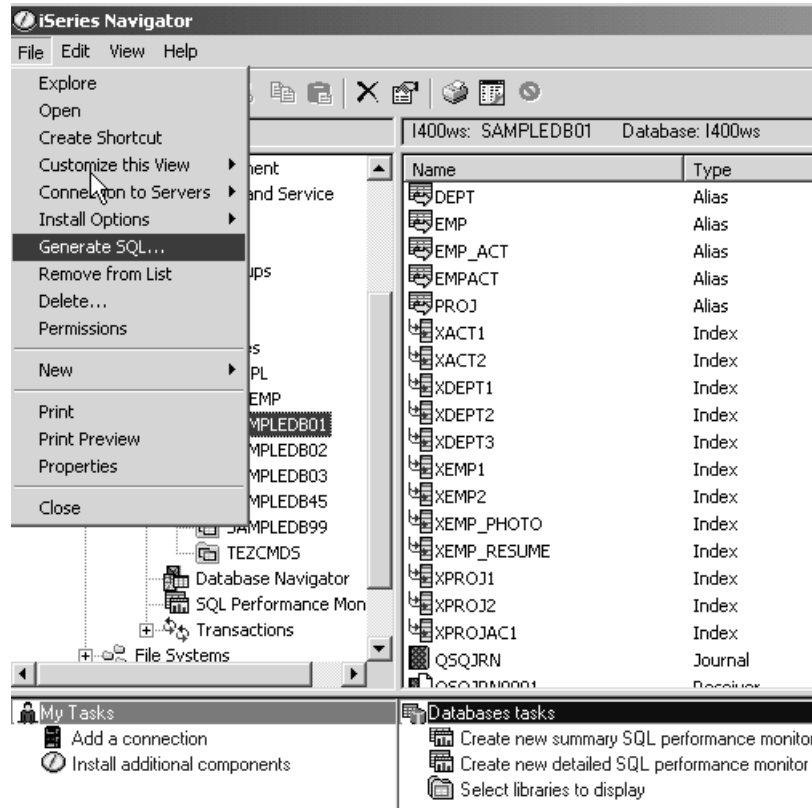 iSeries Navigator
File Edit View Help
Explore
Open
Create Shortcut
Customize this View
Connection to Servers
Install Options
Generate SQL...
Remove from List
Delete...
Permissions
New
Print
Print Preview
Properties
Close
and Service
MPLEDB01
MPLEDB02
MPLEDB03
MPLEDB45
SAMPLEDB99
TEZCMDS
Database Navigator
SQL Performance Mon
Transactions
File Systems
I400ws: SAMPLEDB01 Database: I400ws
Name Type
DEPT Alias
EMP Alias
EMP_ACT Alias
EMPACT Alias
PROJ Alias
XACT1 Index
XACT2 Index
XDEPT1 Index
XDEPT2 Index
XDEPT3 Index
XEMP1 Index
XEMP2 Index
XEMP_PHOTO Index
XEMP_RESUME Index
XPROJ1 Index
XPROJ2 Index
XPROJAC1 Index
QSQJRN Journal
QSQJRN0001 Receiver
My Tasks
Add a connection
Install additional components
Databases tasks
Create new summary SQL performance monitor
Create new detailed SQL performance monitor
Select libraries to display